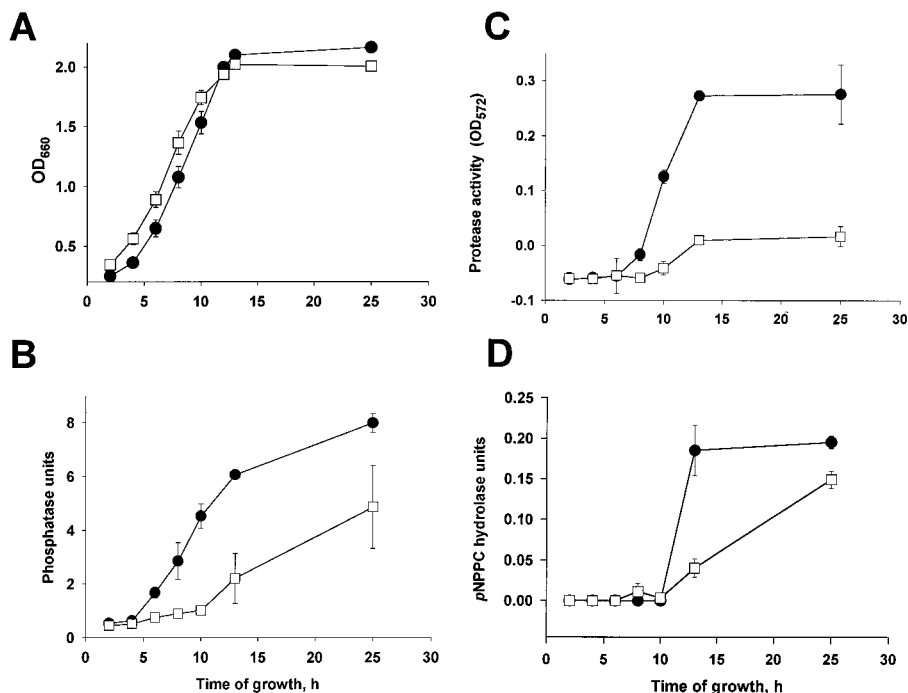 A
OD660
2.0
1.5
1.0
0.5
0 5 10 15 20 25 30
B
Phosphatase units
8
6
4
2
0
0 5 10 15 20 25 30
Time of growth, h
C
Protease activity (OD572)
0.3
0.2
0.1
0.0
-0.1
0 5 10 15 20 25 30
D
pNPPC hydrolase units
0.25
0.20
0.15
0.10
0.05
0.00
0 5 10 15 20 25 30
Time of growth, h